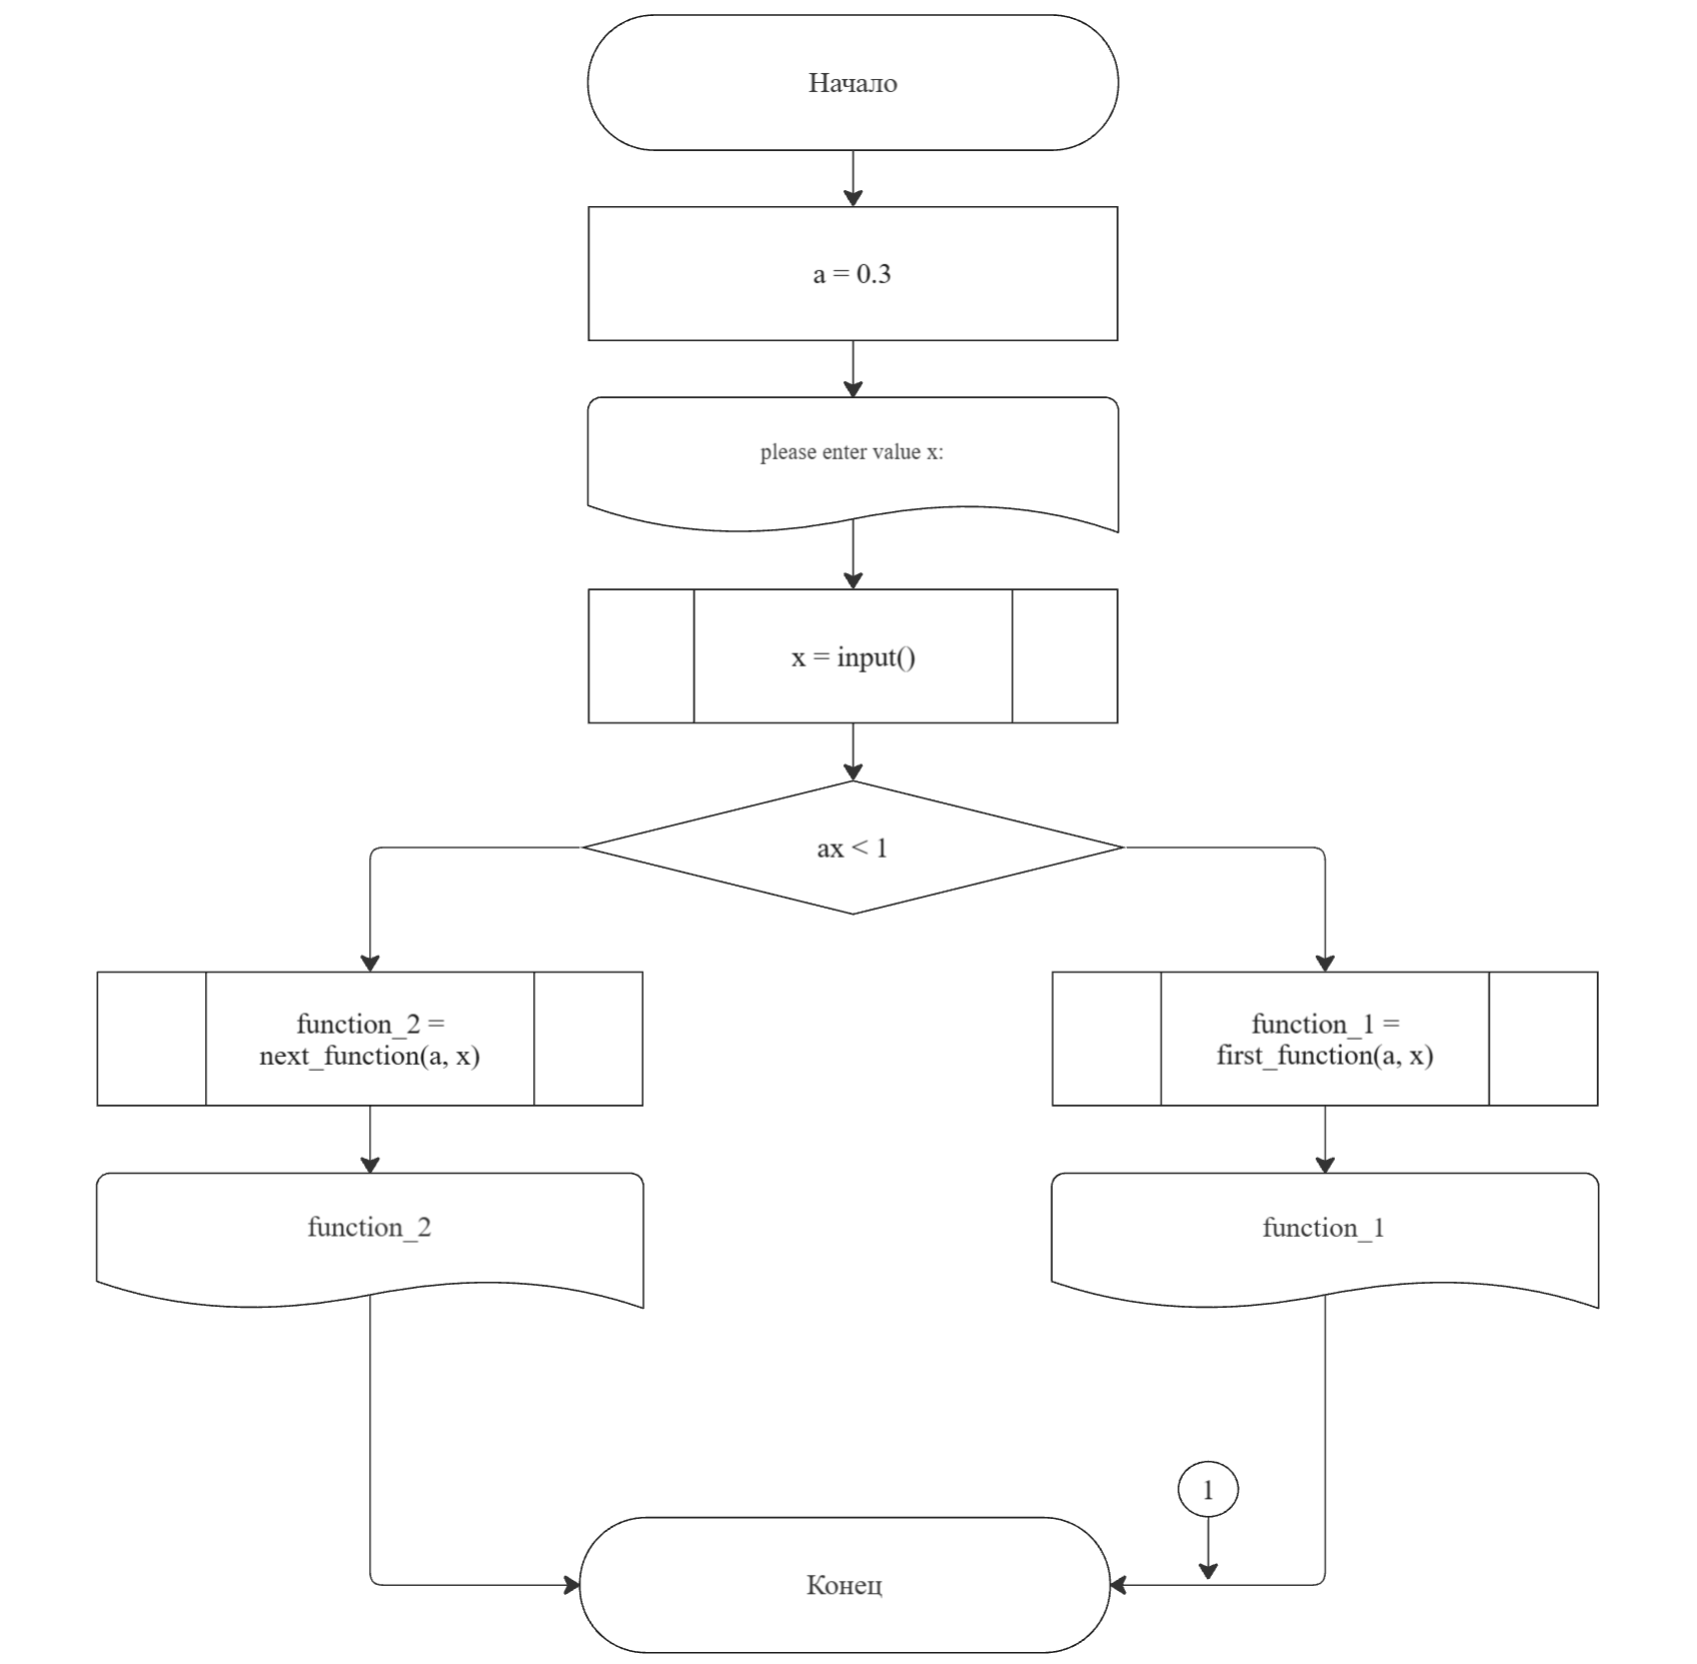 Начало
a = 0.3
please enter value x:
x = input()
ax < 1
function_2 =
next_function(a, x)
function_1 =
first_function(a, x)
function_2
function_1
1
Конец